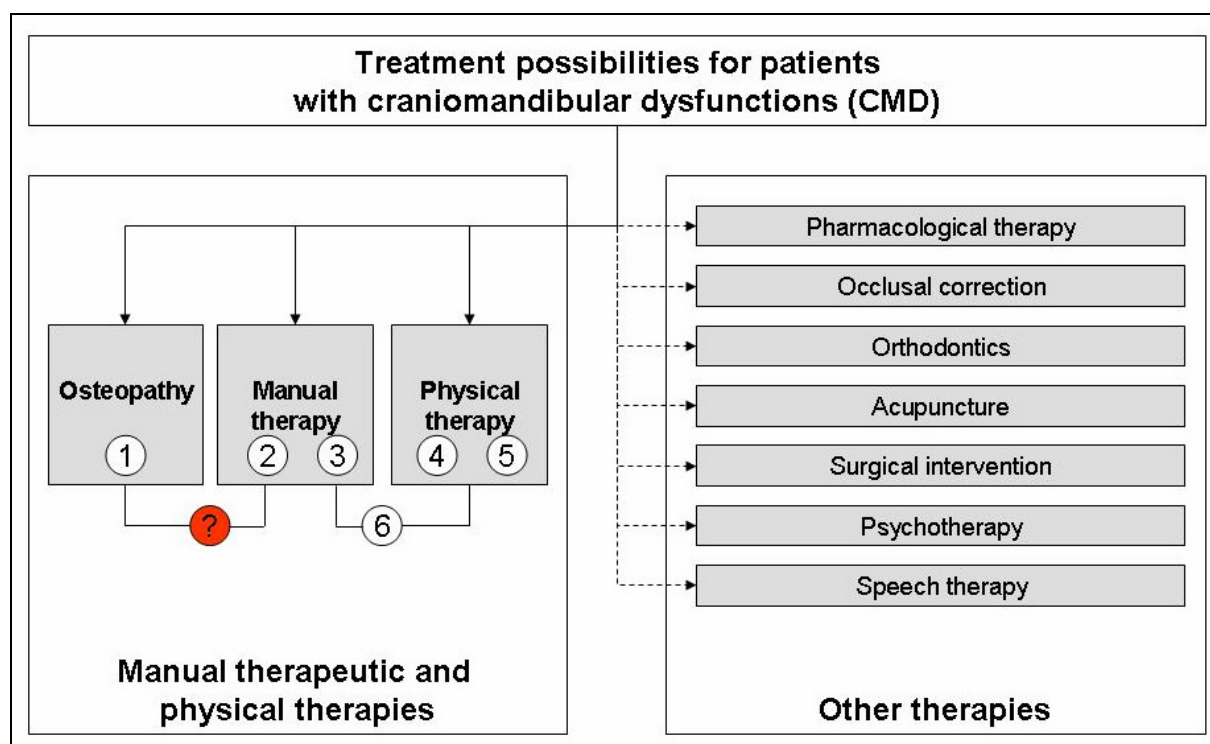 Treatment possibilities for patients
with craniomandibular dysfunctions (CMD)
Osteopathy
1
Manual
therapy
2 3
Physical
therapy
4 5
?
6
Manual therapeutic and
physical therapies
Pharmacological therapy
Occlusal correction
Orthodontics
Acupuncture
Surgical intervention
Psychotherapy
Speech therapy
Other therapies